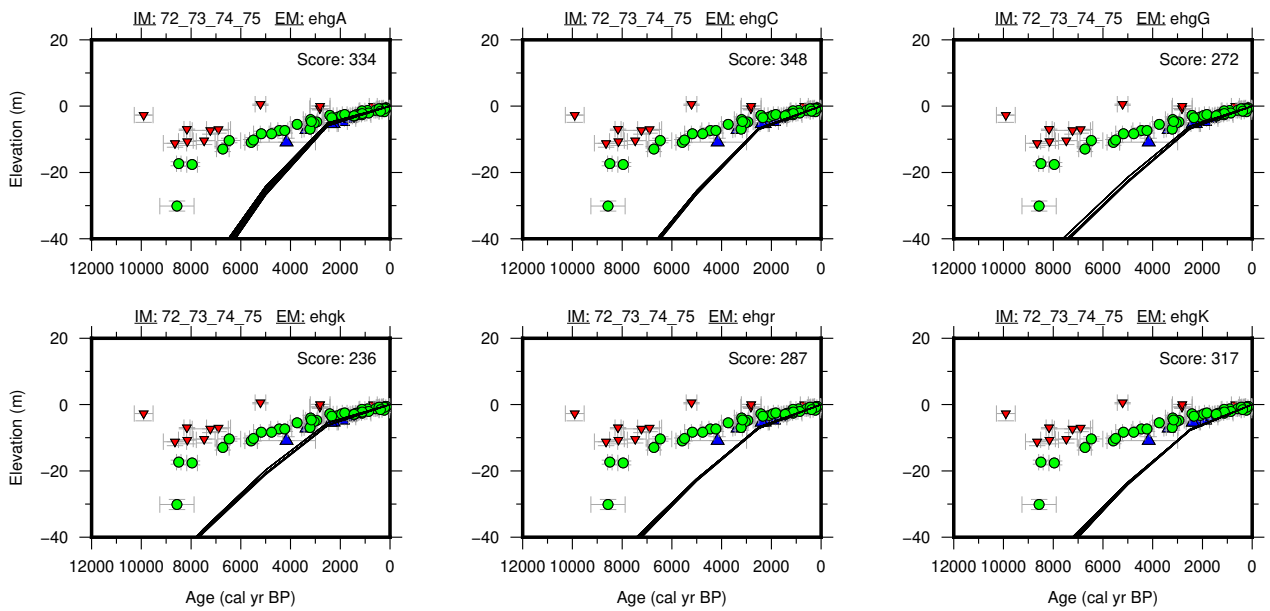 IM: 72_73_74_75 EM: ehgA
IM: 72_73_74_75 EM: ehgC
IM: 72_73_74_75 EM: ehgG
20
0
−20
−40
Elevation (m)
Score: 334
12000 10000 8000 6000 4000 2000 0
20
0
−20
−40
Score: 348
12000 10000 8000 6000 4000 2000 0
20
0
−20
−40
Score: 272
12000 10000 8000 6000 4000 2000 0
IM: 72_73_74_75 EM: ehgk
IM: 72_73_74_75 EM: ehgr
IM: 72_73_74_75 EM: ehgK
20
0
−20
−40
Elevation (m)
Score: 236
12000 10000 8000 6000 4000 2000 0
Age (cal yr BP)
20
0
−20
−40
Score: 287
12000 10000 8000 6000 4000 2000 0
Age (cal yr BP)
20
0
−20
−40
Score: 317
12000 10000 8000 6000 4000 2000 0
Age (cal yr BP)